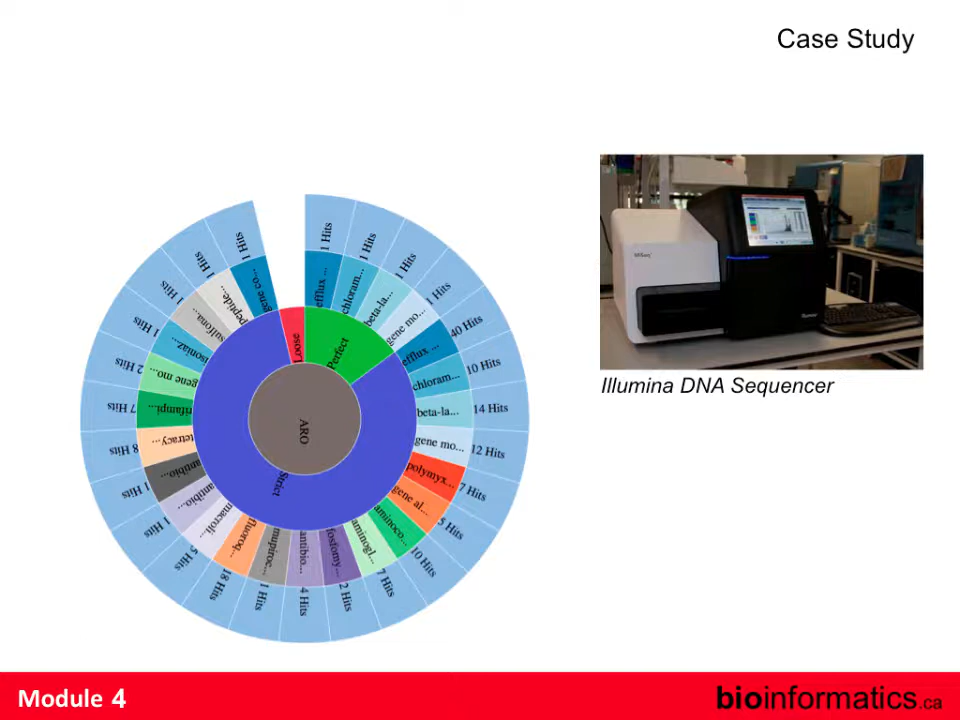 Case Study
1 Hits
1 Hits
1 Hits
1 Hits
40 Hits
10 Hits
14 Hits
12 Hits
7 Hits
5 Hits
10 Hits
7 Hits
2 Hits
4 Hits
1 Hits
18 Hits
5 Hits
1 Hits
1 Hits
8 Hits
7 Hits
2 Hits
1 Hits
1 Hits
1 Hits
1 Hits
efflux ...
chloram...
beta-la...
gene mo...
efflux ...
chloram...
beta-la...
gene mo...
polymyx...
gene al...
aminoco...
aminogl...
fosfomy...
antibio...
mupiroc...
fluoroq...
macroli...
antibio...
antibio...
tetracy...
rifampi...
gene mo...
isoniaz...
sulfona...
peptide...
gene co...
Loose
Perfect
Strict
ARO
Illumina DNA Sequencer
Module 4
bioinformatics.ca